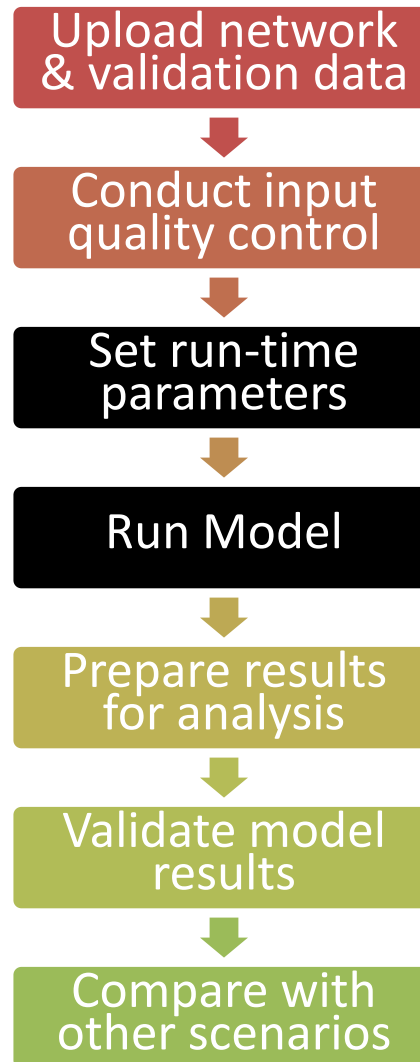 Upload network
& validation data
Conduct input
quality control
Set run-time
parameters
Run Model
Prepare results
for analysis
Validate model
results
Compare with
other scenarios